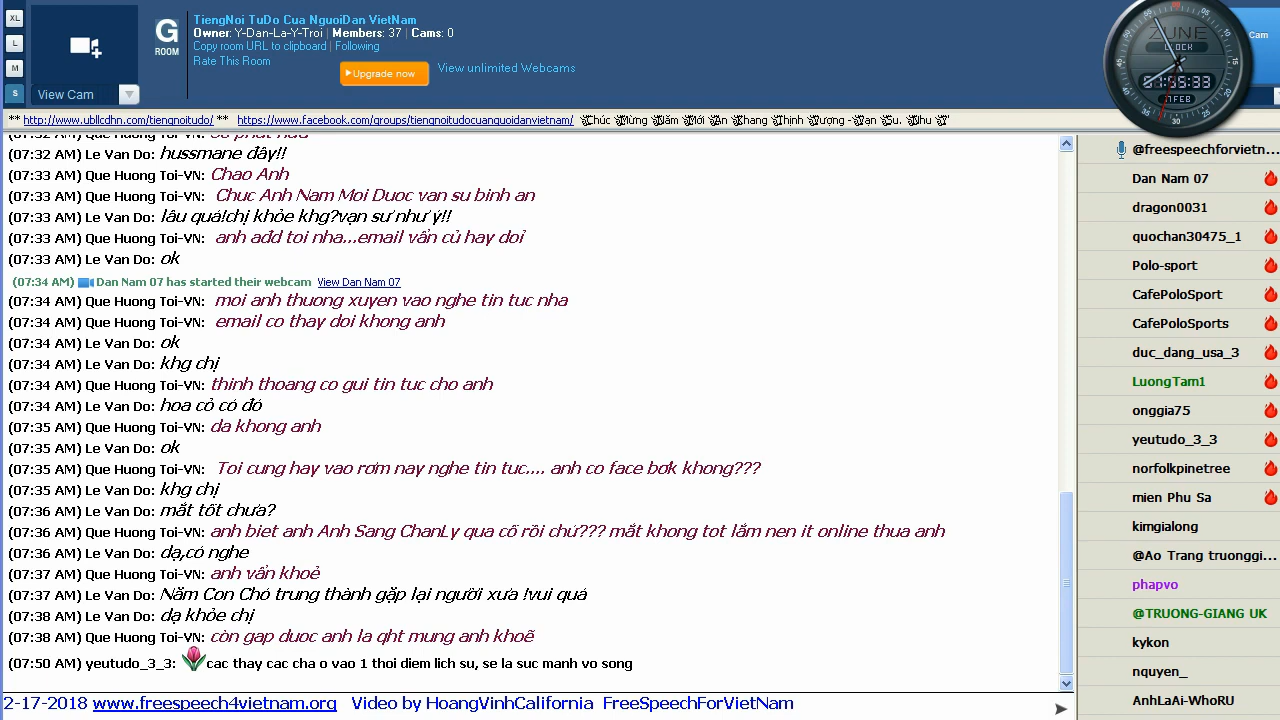 XL
L
M
S
View Cam
G
ROOM
TiengNoi TuDo Cua NguoiDan VietNam
Owner: Y-Dan-La-Y-Troi | Members: 37 | Cams: 0
Copy room URL to clipboard | Following
Rate This Room
Upgrade now
View unlimited Webcams
ZUNE
CLOCK
17 FEB
Cam
** http://www.ubllcdhn.com/tiengnoitudo/ ** https://www.facebook.com/groups/tiengnoitudocuanguoidanvietnam/
(07:32 AM) Le Van Do: hussmane đây!!
(07:33 AM) Que Huong Toi-VN: Chao Anh
(07:33 AM) Que Huong Toi-VN: Chuc Anh Nam Moi Duoc van su binh an
(07:33 AM) Le Van Do: lâu quá!chị khỏe khg?vạn sự như ý!!
(07:33 AM) Que Huong Toi-VN: anh ađd toi nha...email vẩn củ hay doỉ
(07:33 AM) Le Van Do: ok
(07:34 AM) Dan Nam 07 has started their webcam View Dan Nam 07
(07:34 AM) Que Huong Toi-VN: moi anh thuong xuyen vao nghe tin tuc nha
(07:34 AM) Que Huong Toi-VN: email co thay doi khong anh
(07:34 AM) Le Van Do: ok
(07:34 AM) Le Van Do: khg chị
(07:34 AM) Que Huong Toi-VN: thinh thoang co gui tin tuc cho anh
(07:34 AM) Le Van Do: hoa cỏ có đó
(07:35 AM) Que Huong Toi-VN: da khong anh
(07:35 AM) Le Van Do: ok
(07:35 AM) Que Huong Toi-VN: Toi cung hay vao rơm nay nghe tin tuc.... anh co face bơk không???
(07:35 AM) Le Van Do: khg chị
(07:36 AM) Le Van Do: mắt tốt chưa?
(07:36 AM) Que Huong Toi-VN: anh biet anh Anh Sang ChanLy qua cố rồi chứ??? mắt khong tot lắm nen it online thua anh
(07:36 AM) Le Van Do: dạ,có nghe
(07:37 AM) Que Huong Toi-VN: anh vẩn khoẻ
(07:37 AM) Le Van Do: Năm Con Chó trung thành gặp lại người xưa !vui quá
(07:38 AM) Le Van Do: dạ khỏe chị
(07:38 AM) Que Huong Toi-VN: còn gap duoc anh la qht mung anh khoẽ
(07:50 AM) yeutudo_3_3: cac thay cac cha o vao 1 thoi diem lich su, se la suc manh vo song
2-17-2018 www.freespeech4vietnam.org Video by HoangVinhCalifornia FreeSpeechForVietNam
@freespeechforvietn...
Dan Nam 07
dragon0031
quochan30475_1
Polo-sport
CafePoloSport
CafePoloSports
duc_dang_usa_3
LuongTam1
onggia75
yeutudo_3_3
norfolkpinetree
mien Phu Sa
kimgialong
@Ao Trang truonggi...
phapvo
@TRUONG-GIANG UK
kykon
nquyen_
AnhLaAi-WhoRU